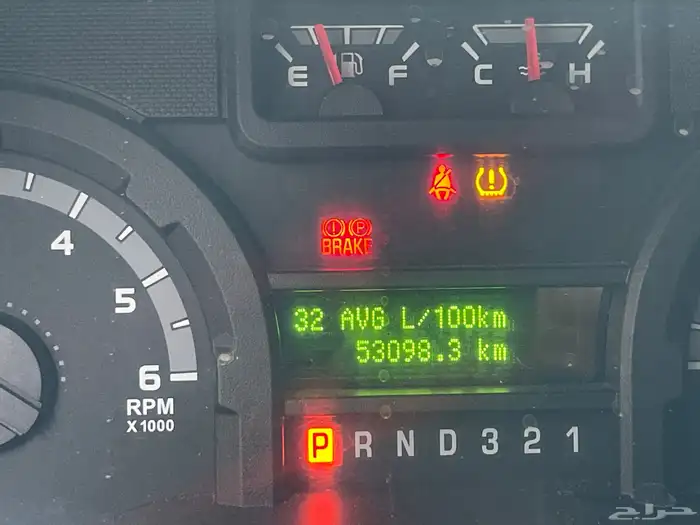 E F C H
BRAKE
4
5
6
RPM
X1000
32 AVG L/100km
53098.3 km
P R N D 3 2 1
حراج